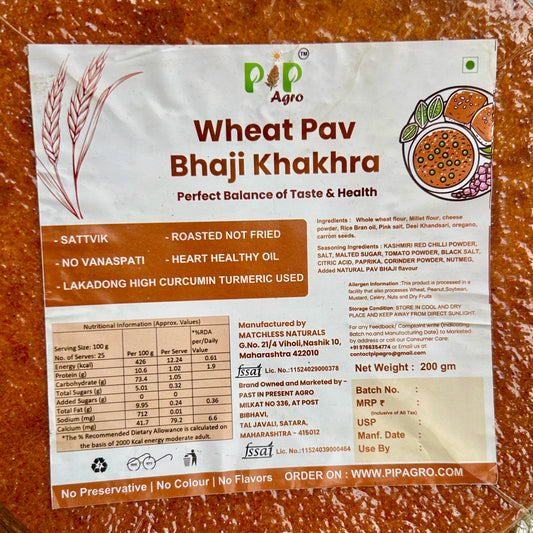 PIP TM
Agro
Wheat Pav
Bhaji Khakhra
Perfect Balance of Taste & Health
- SATTVIK
- ROASTED NOT FRIED
- NO VANASPATI
- HEART HEALTHY OIL
- LAKADONG HIGH CURCUMIN TURMERIC USED
Ingredients : Whole wheat flour, Millet flour, cheese
powder, Rice Bran oil, Pink salt, Desi Khandsari, oregano,
carrom seeds.
Seasoning Ingredients : KASHMIRI RED CHILLI POWDER,
SALT, MALTED SUGAR, TOMATO POWDER, BLACK SALT,
CITRIC ACID, PAPRIKA, CORINDER POWDER, NUTMEG,
Added NATURAL PAV BHAJI flavour
Allergen Information :This product is processed in a
facility that also processes Wheat, Peanut,Soybean,
Mustard, Celery, Nuts and Dry Fruits
Storage Condition: STORE IN COOL AND DRY
PLACE AND KEEP AWAY FROM DIRECT SUNLIGHT.
For any Feedback/ Complaint write (indicating
Batch.no and Manufacturing Date) to Marketed
by address or call our Consumer Care:
+91 9766354774 or Email us at:
contactpipagro@gmail.com
Net Weight : 200 gm
Batch No. :
MRP ₹ :
(Inclusive of All Tax)
USP :
Manf. Date :
Use By :
Nutritional Information (Approx. Values)
Serving Size: 100 g
No. of Serves: 25
Per 100 g
Per Serve
*%RDA
per/Daily
Value
Energy (kcal) 426 12.24 0.61
Protein (g) 10.6 1.02 1.9
Carbohydrate (g) 73.4 1.05
Total Sugars (g) 5.01 0.32
Added Sugars (g) 0 0
Total Fat (g) 9.95 0.24 0.36
Sodium (mg) 712 0.01
Calcium (mg) 41.7 79.2 6.6
*The % Recommended Dietary Allowance is calculated on
the basis of 2000 Kcal energy moderate adult.
Manufactured by
MATCHLESS NATURALS
G.No. 21/4 Viholi,Nashik 10,
Maharashtra 422010
fssai Lic. No.:11524029000378
Brand Owned and Marketed by -
PAST IN PRESENT AGRO
MILKAT NO 336, AT POST
BIBHAVI,
TAL JAVALI, SATARA,
MAHARASHTRA - 415012
fssai Lic. No.:11524039000464
No Preservative | No Colour | No Flavors
ORDER ON : WWW.PIPAGRO.COM